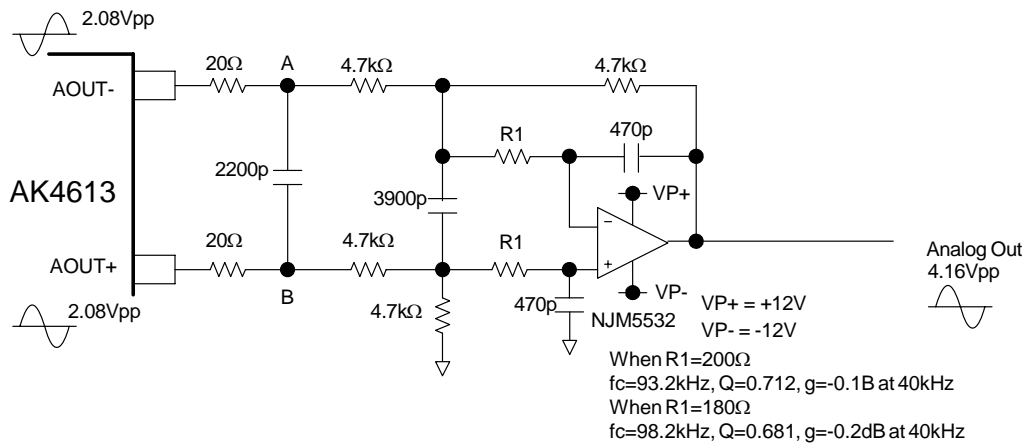 2.08Vpp
AOUT-
20Ω
A
4.7kΩ
4.7kΩ
R1
470p
2200p
AK4613
3900p
VP+
−
+
AOUT+
20Ω
B
4.7kΩ
R1
4.7kΩ
470p
VP-
NJM5532
2.08Vpp
Analog Out
4.16Vpp
VP+ = +12V
VP- = -12V
When R1=200Ω
fc=93.2kHz, Q=0.712, g=-0.1B at 40kHz
When R1=180Ω
fc=98.2kHz, Q=0.681, g=-0.2dB at 40kHz